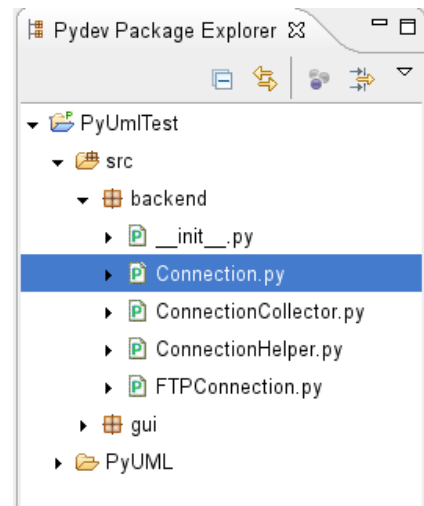 Pydev Package Explorer
PyUmlTest
src
backend
__init__.py
Connection.py
ConnectionCollector.py
ConnectionHelper.py
FTPConnection.py
gui
PyUML